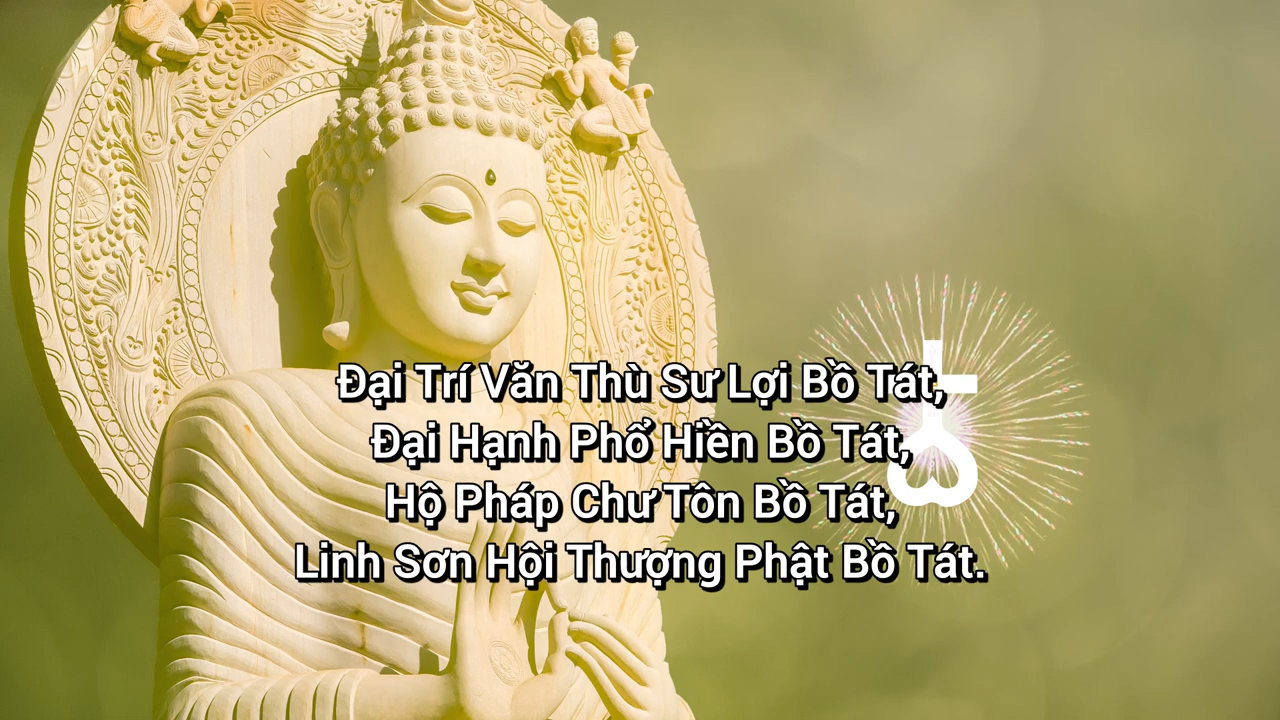 Đại Trí Văn Thù Sư Lợi Bồ Tát,
Đại Hạnh Phổ Hiền Bồ Tát,
Hộ Pháp Chư Tôn Bồ Tát,
Linh Sơn Hội Thượng Phật Bồ Tát.